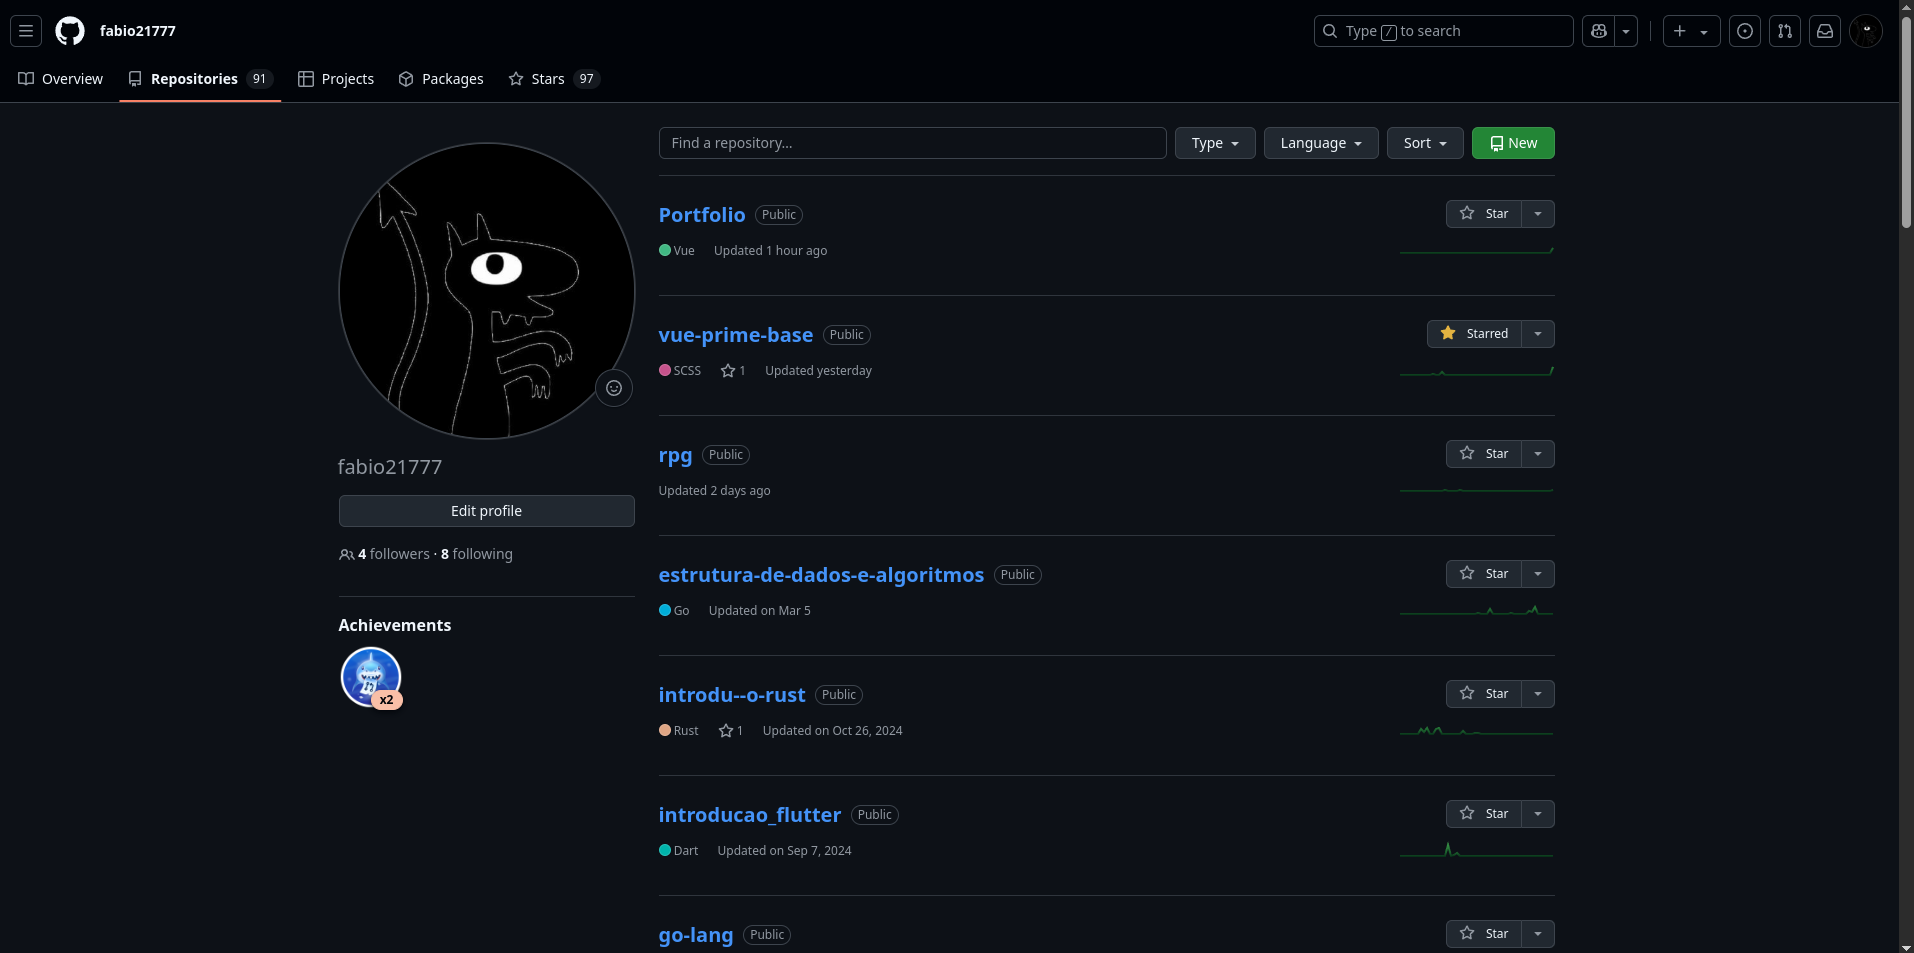 fabio21777
Type / to search
Overview
Repositories 91
Projects
Packages
Stars 97
Find a repository...
Type
Language
Sort
New
fabio21777
Edit profile
4 followers · 8 following
Achievements
x2
Portfolio Public
Star
Vue Updated 1 hour ago
vue-prime-base Public
Starred
SCSS 1 Updated yesterday
rpg Public
Star
Updated 2 days ago
estrutura-de-dados-e-algoritmos Public
Star
Go Updated on Mar 5
introdu--o-rust Public
Star
Rust 1 Updated on Oct 26, 2024
introducao_flutter Public
Star
Dart Updated on Sep 7, 2024
go-lang Public
Star